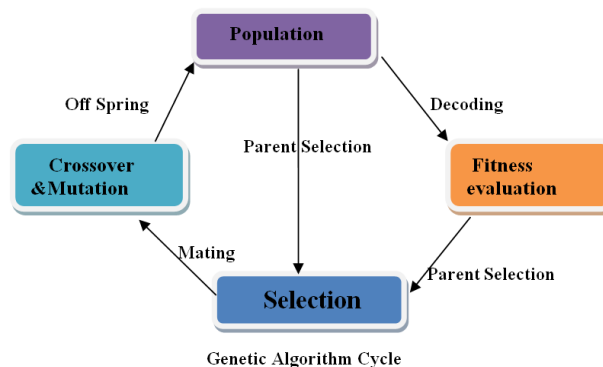 Population
Off Spring
Decoding
Parent Selection
Crossover
&Mutation
Fitness
evaluation
Mating
Parent Selection
Selection
Genetic Algorithm Cycle